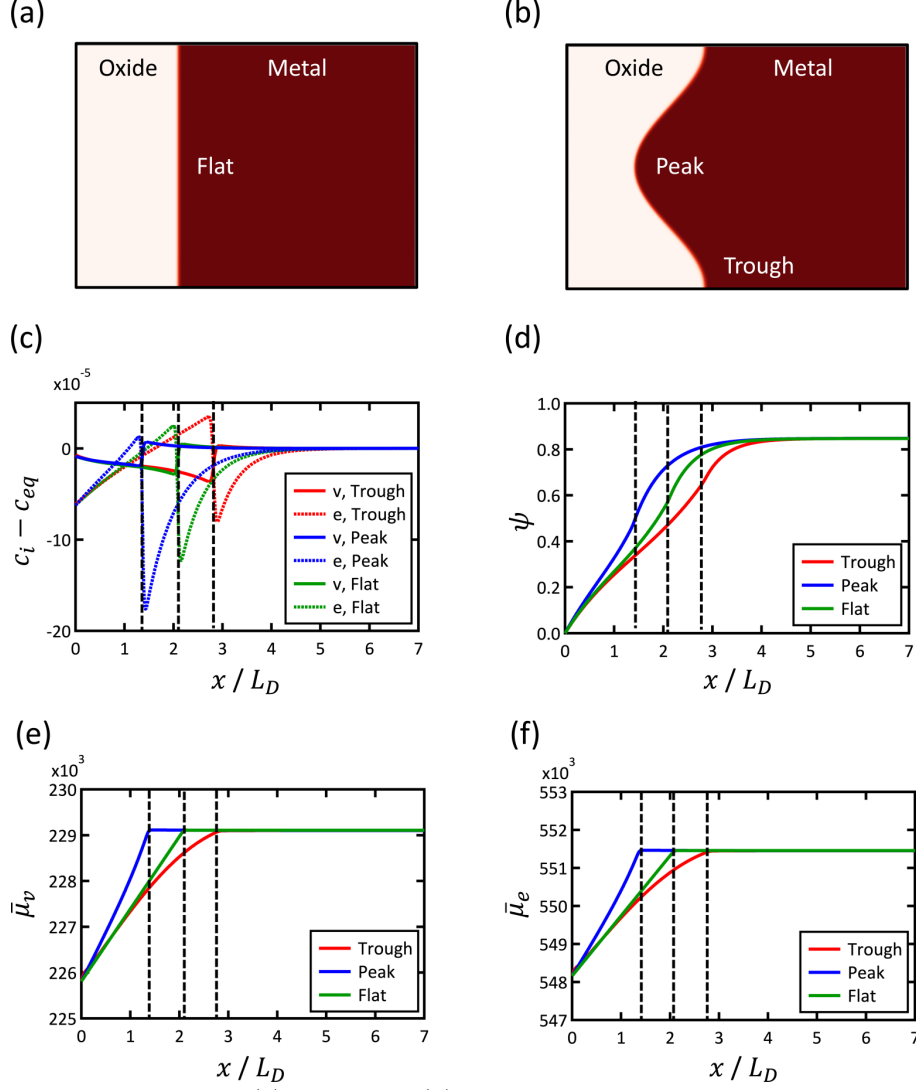 (a)
(b)
Oxide Metal
Flat
Oxide Metal
Peak
Trough
(c)
x10⁻⁵
0
-10
-20
c_i − c_eq
0 1 2 3 4 5 6 7
x / L_D
v, Trough
e, Trough
v, Peak
e, Peak
v, Flat
e, Flat
(d)
1.0
0.8
0.6
0.4
0.2
0.0
ψ
0 1 2 3 4 5 6 7
x / L_D
Trough
Peak
Flat
(e)
x10³
230
229
228
227
226
225
μ̄_v
0 1 2 3 4 5 6 7
x / L_D
Trough
Peak
Flat
(f)
x10³
553
552
551
550
549
548
547
μ̄_e
0 1 2 3 4 5 6 7
x / L_D
Trough
Peak
Flat